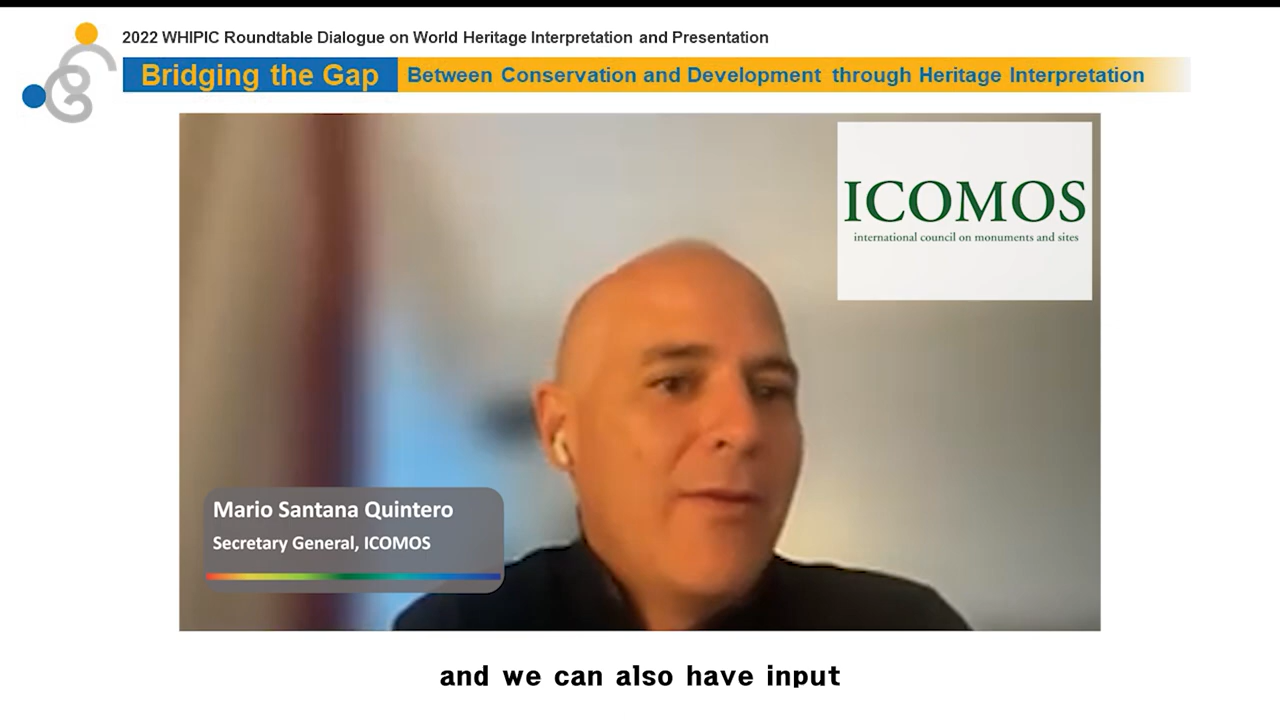 2022 WHIPIC Roundtable Dialogue on World Heritage Interpretation and Presentation
Bridging the Gap Between Conservation and Development through Heritage Interpretation
ICOMOS
international council on monuments and sites
Mario Santana Quintero
Secretary General, ICOMOS
and we can also have input